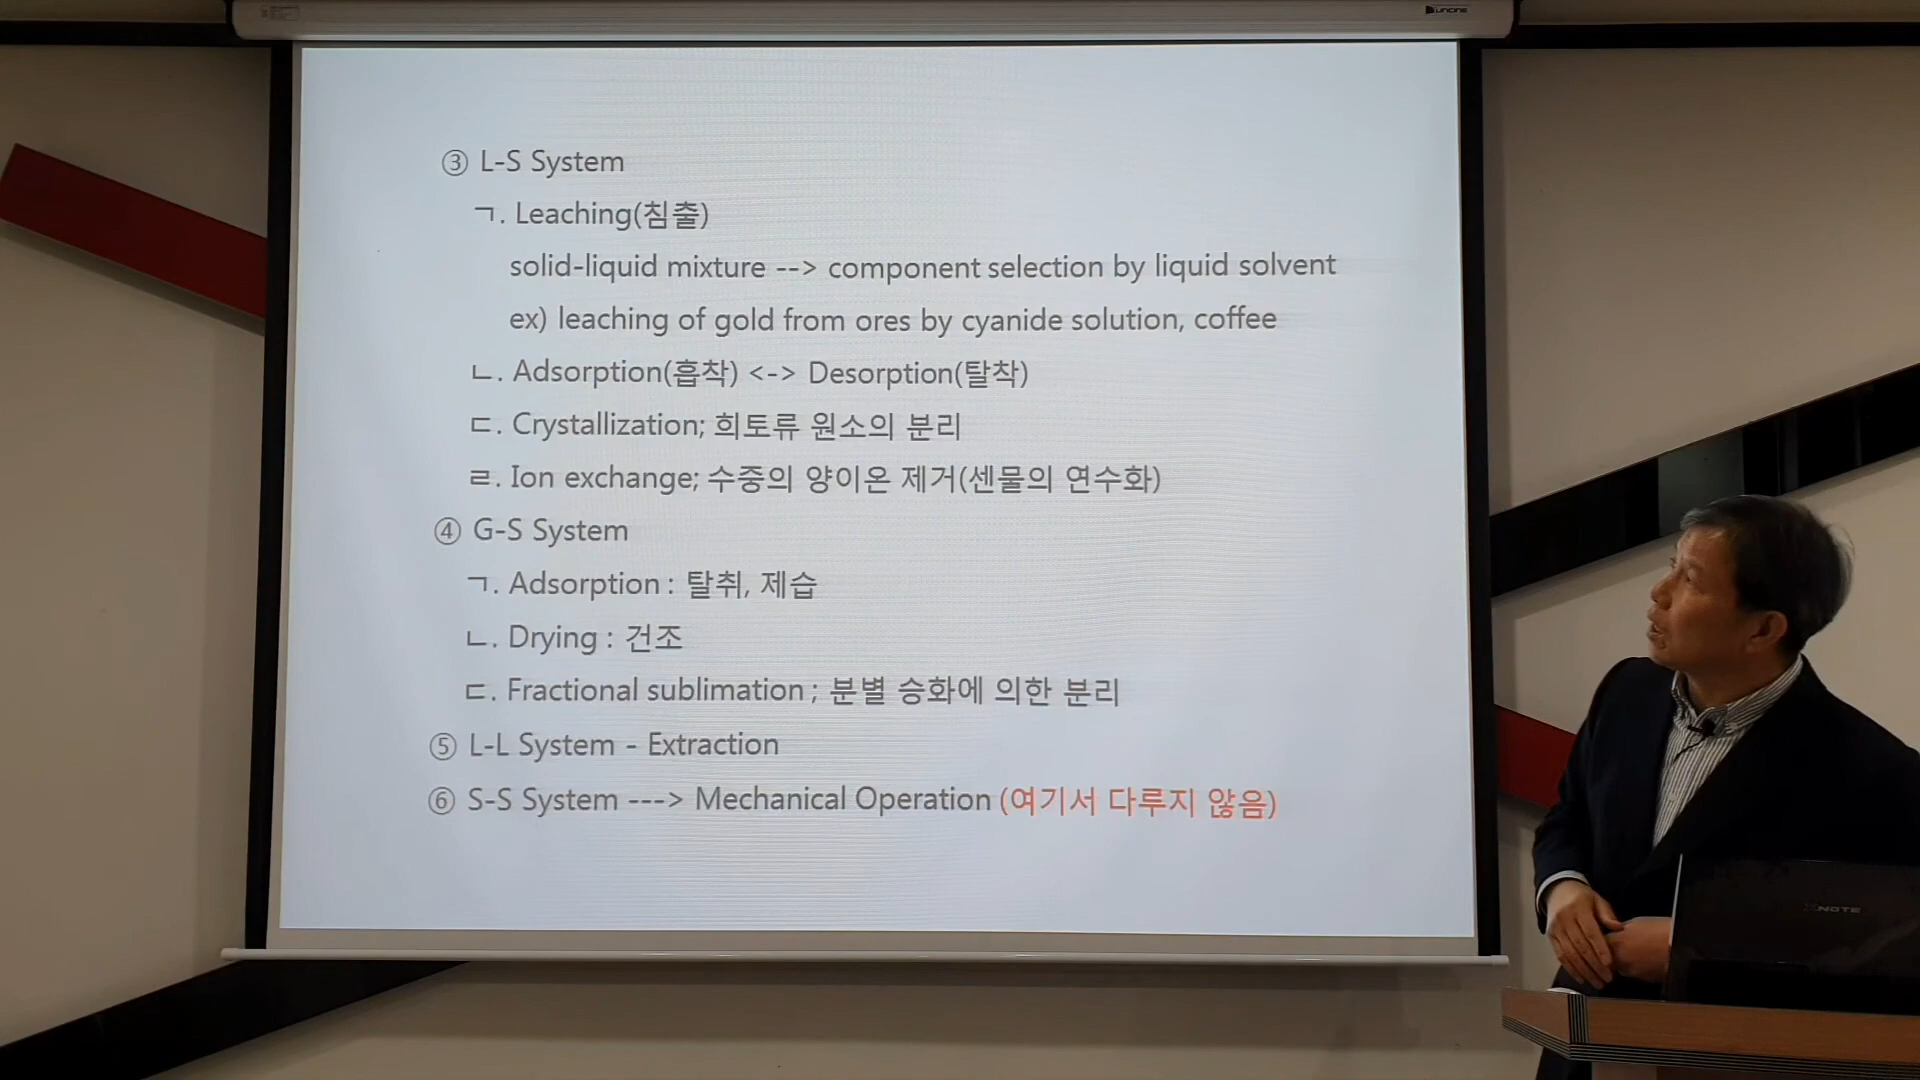 ③ L-S System
ㄱ. Leaching(침출)
solid-liquid mixture --> component selection by liquid solvent
ex) leaching of gold from ores by cyanide solution, coffee
ㄴ. Adsorption(흡착) <-> Desorption(탈착)
ㄷ. Crystallization; 희토류 원소의 분리
ㄹ. Ion exchange; 수중의 양이온 제거(센물의 연수화)
④ G-S System
ㄱ. Adsorption : 탈취, 제습
ㄴ. Drying : 건조
ㄷ. Fractional sublimation ; 분별 승화에 의한 분리
⑤ L-L System - Extraction
⑥ S-S System ---> Mechanical Operation (여기서 다루지 않음)
XNOTE